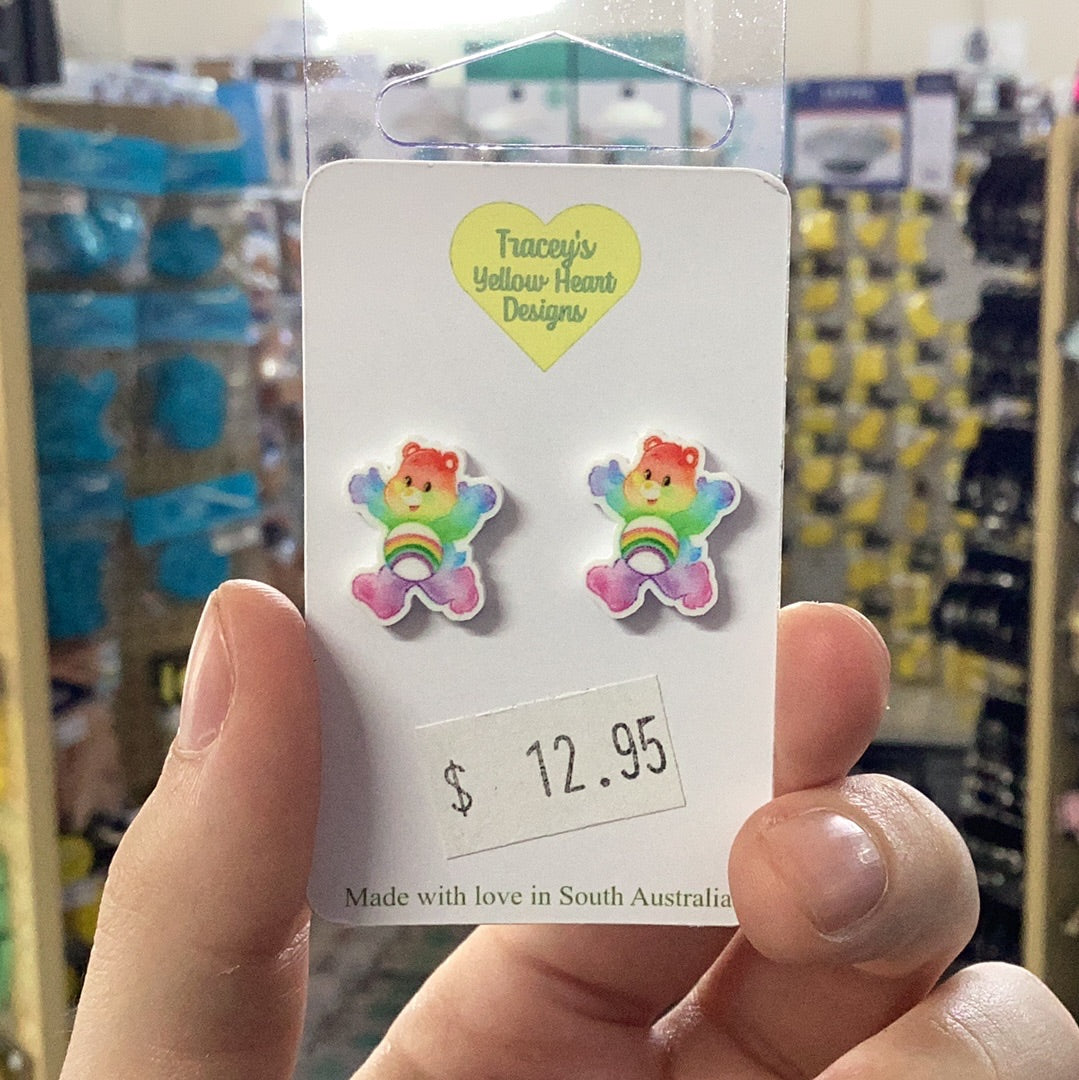 Tracey's
Yellow Heart
Designs
$ 12.95
Made with love in South Australia